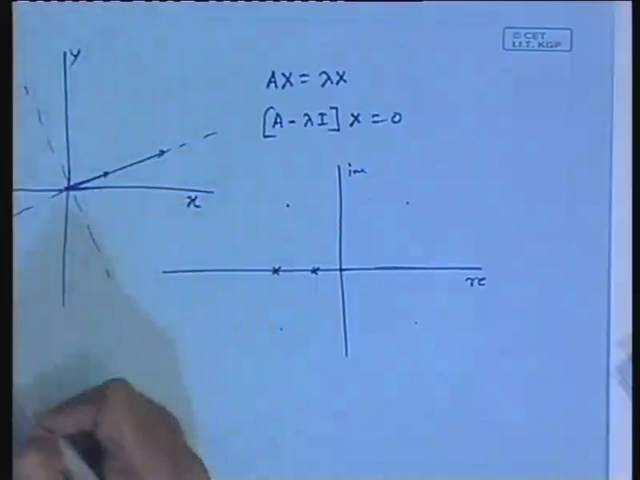 © CET
I.I.T. KGP
y
AX = λX
[A - λI] X = 0
im
x
re